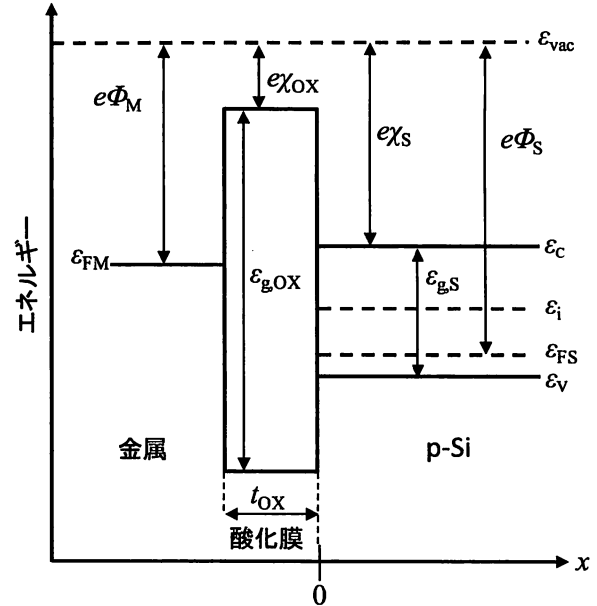 ε_vac
eχ_OX
eΦ_M
eχ_S
eΦ_S
エネルギー
ε_FM
ε_C
ε_g,OX
ε_g,S
ε_i
ε_FS
ε_V
金属
p-Si
t_OX
酸化膜
x
0